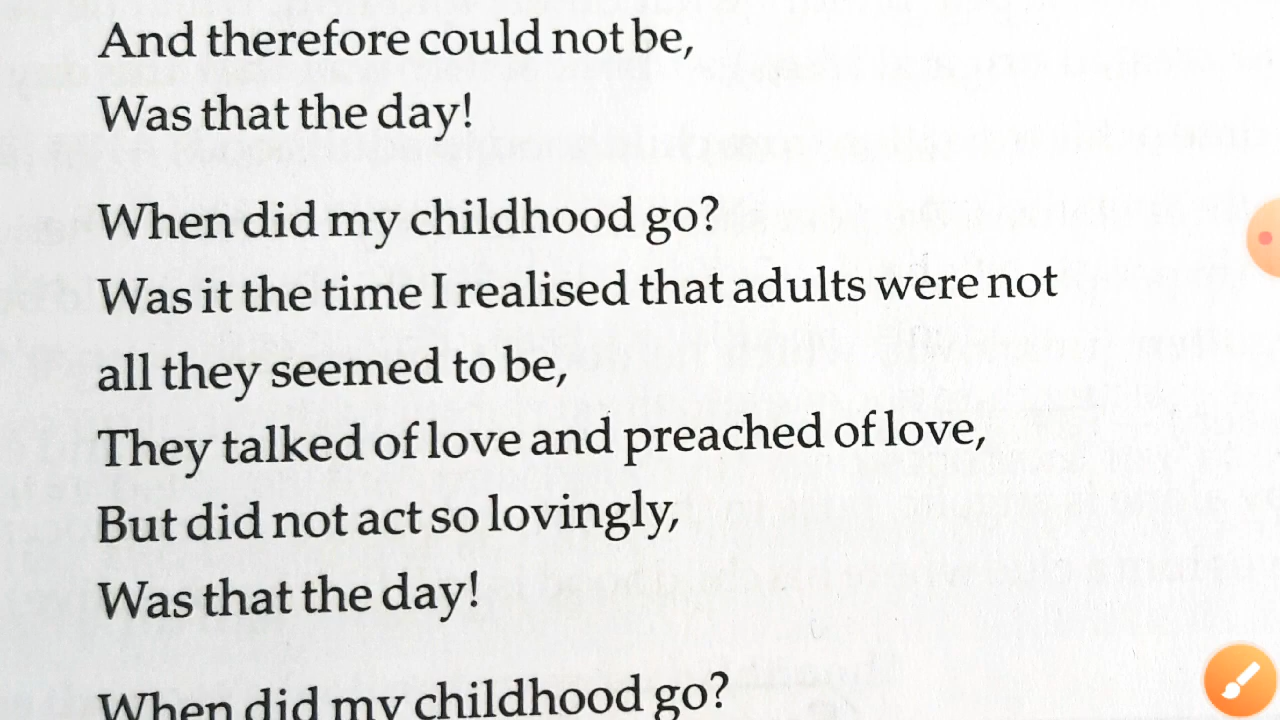 And therefore could not be,
Was that the day!
When did my childhood go?
Was it the time I realised that adults were not
all they seemed to be,
They talked of love and preached of love,
But did not act so lovingly,
Was that the day!
When did my childhood go?